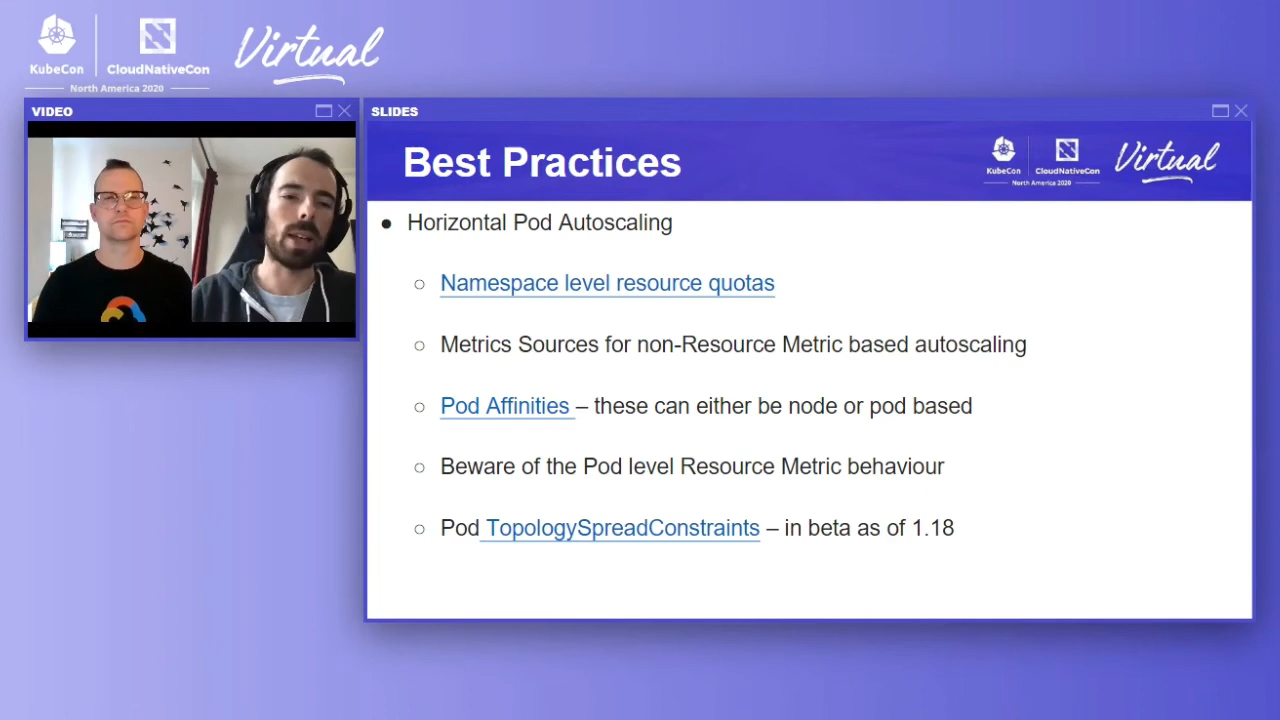 KubeCon
CloudNativeCon
North America 2020
Virtual
VIDEO
SLIDES
Best Practices
KubeCon
CloudNativeCon
North America 2020
Virtual
● Horizontal Pod Autoscaling
○ Namespace level resource quotas
○ Metrics Sources for non-Resource Metric based autoscaling
○ Pod Affinities – these can either be node or pod based
○ Beware of the Pod level Resource Metric behaviour
○ Pod TopologySpreadConstraints – in beta as of 1.18